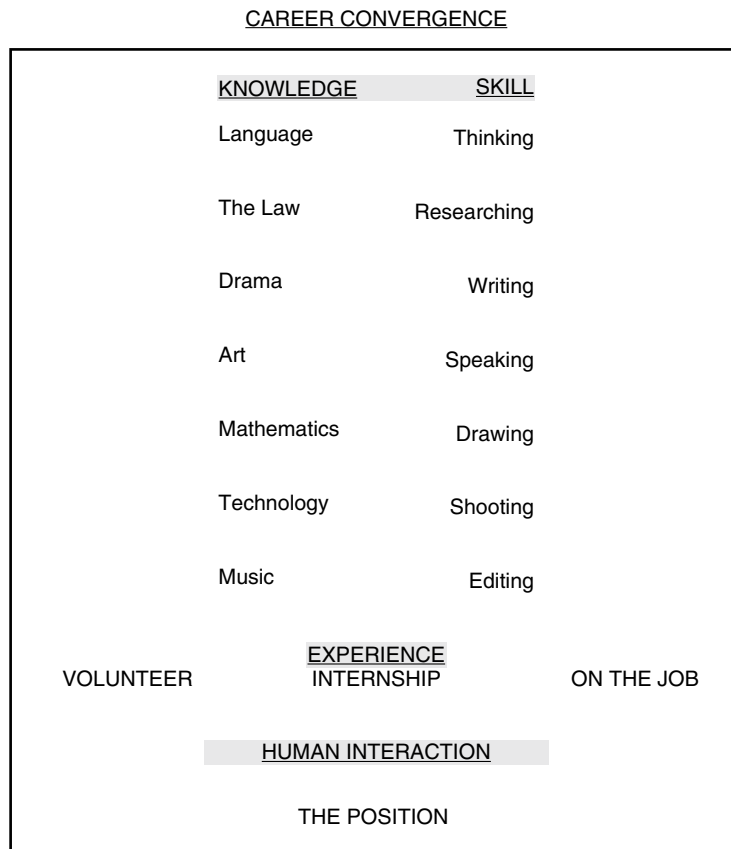 CAREER CONVERGENCE
KNOWLEDGE SKILL
Language Thinking
The Law Researching
Drama Writing
Art Speaking
Mathematics Drawing
Technology Shooting
Music Editing
EXPERIENCE
VOLUNTEER INTERNSHIP ON THE JOB
HUMAN INTERACTION
THE POSITION